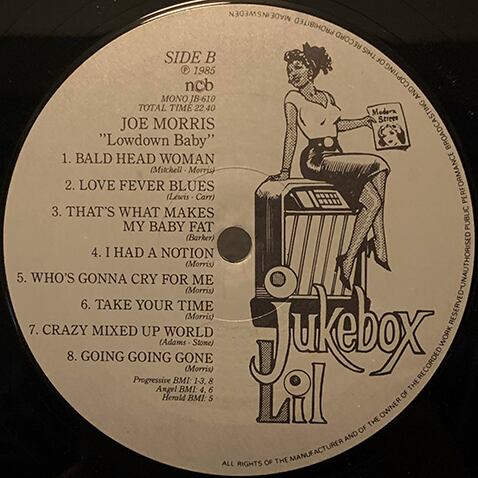 SIDE B
Ⓟ 1985
ncb
MONO JB-610
TOTAL TIME 22.40
JOE MORRIS
"Lowdown Baby"
1. BALD HEAD WOMAN
(Mitchell - Morris)
2. LOVE FEVER BLUES
(Lewis - Carr)
3. THAT'S WHAT MAKES
MY BABY FAT
(Barker)
4. I HAD A NOTION
(Morris)
5. WHO'S GONNA CRY FOR ME
(Morris)
6. TAKE YOUR TIME
(Morris)
7. CRAZY MIXED UP WORLD
(Adams - Stone)
8. GOING GOING GONE
(Morris)
Progressive BMI: 1-3, 8
Angel BMI: 4, 6
Herald BMI: 5
Modern
Jukebox
Lil
ALL RIGHTS OF THE MANUFACTURER AND OF THE OWNER OF THE RECORDED WORK RESERVED "UNAUTHORISED PUBLIC PERFORMANCE BROADCASTING AND COPYING OF THIS RECORD PROHIBITED MADE IN SWEDEN